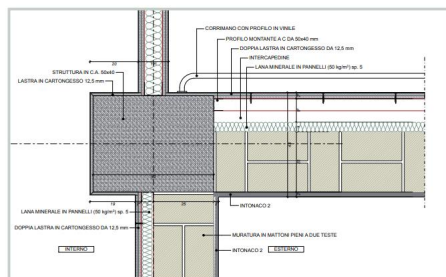 CORRIMANO CON PROFILO IN VINILE
PROFILO MONTANTE A C DA 50x40 mm
DOPPIA LASTRA IN CARTONGESSO DA 12,5 mm
INTERCAPEDINE
LANA MINERALE IN PANNELLI (50 kg/m³) sp. 5
STRUTTURA IN C.A. 50x40
LASTRA IN CARTONGESSO 12,5 mm
INTONACO 2
LANA MINERALE IN PANNELLI (50 kg/m³) sp. 5
DOPPIA LASTRA IN CARTONGESSO DA 12,5 mm
INTERNO
MURATURA IN MATTONI PIENI A DUE TESTE
INTONACO 2
ESTERNO